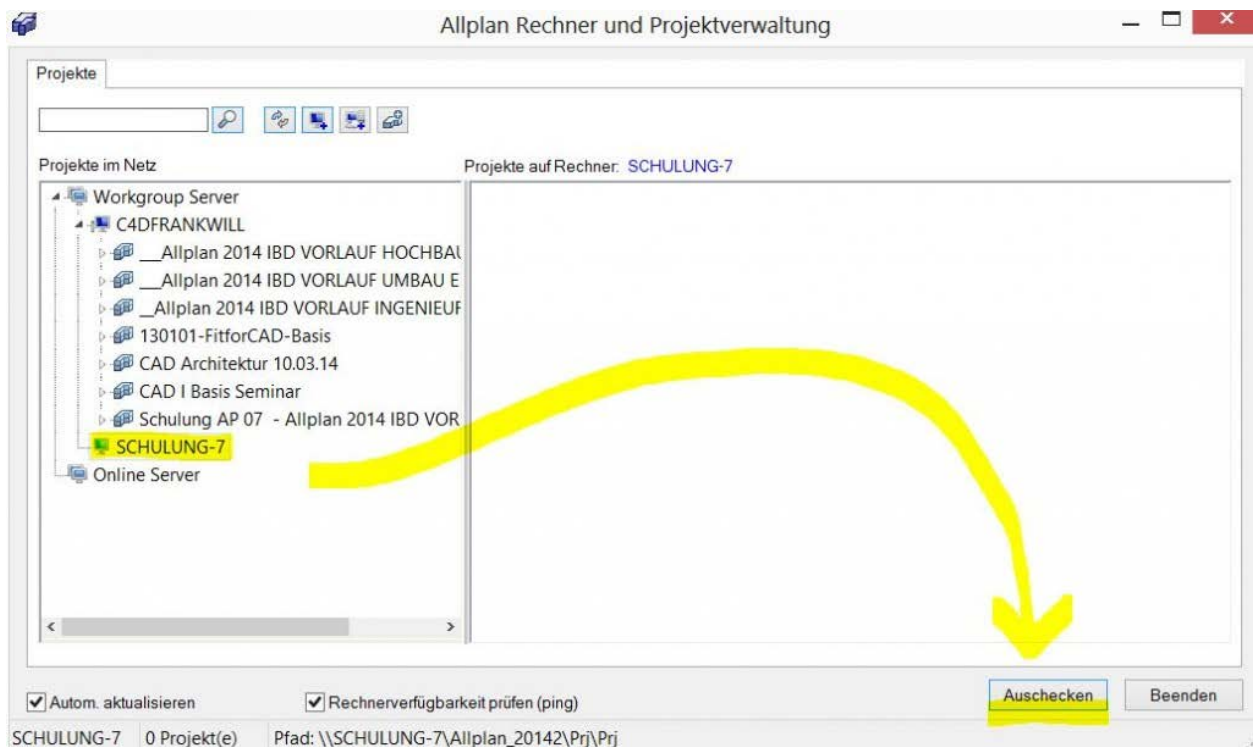 Allplan Rechner und Projektverwaltung
Projekte
Projekte im Netz
Projekte auf Rechner: SCHULUNG-7
Workgroup Server
C4DFRANKWILL
__Allplan 2014 IBD VORLAUF HOCHBAU
__Allplan 2014 IBD VORLAUF UMBAU E
_Allplan 2014 IBD VORLAUF INGENIEUR
130101-FitforCAD-Basis
CAD Architektur 10.03.14
CAD I Basis Seminar
Schulung AP 07 - Allplan 2014 IBD VOR
SCHULUNG-7
Online Server
Autom. aktualisieren
Rechnerverfügbarkeit prüfen (ping)
Auschecken
Beenden
SCHULUNG-7 0 Projekt(e) Pfad: \\SCHULUNG-7\Allplan_20142\Prj\Prj